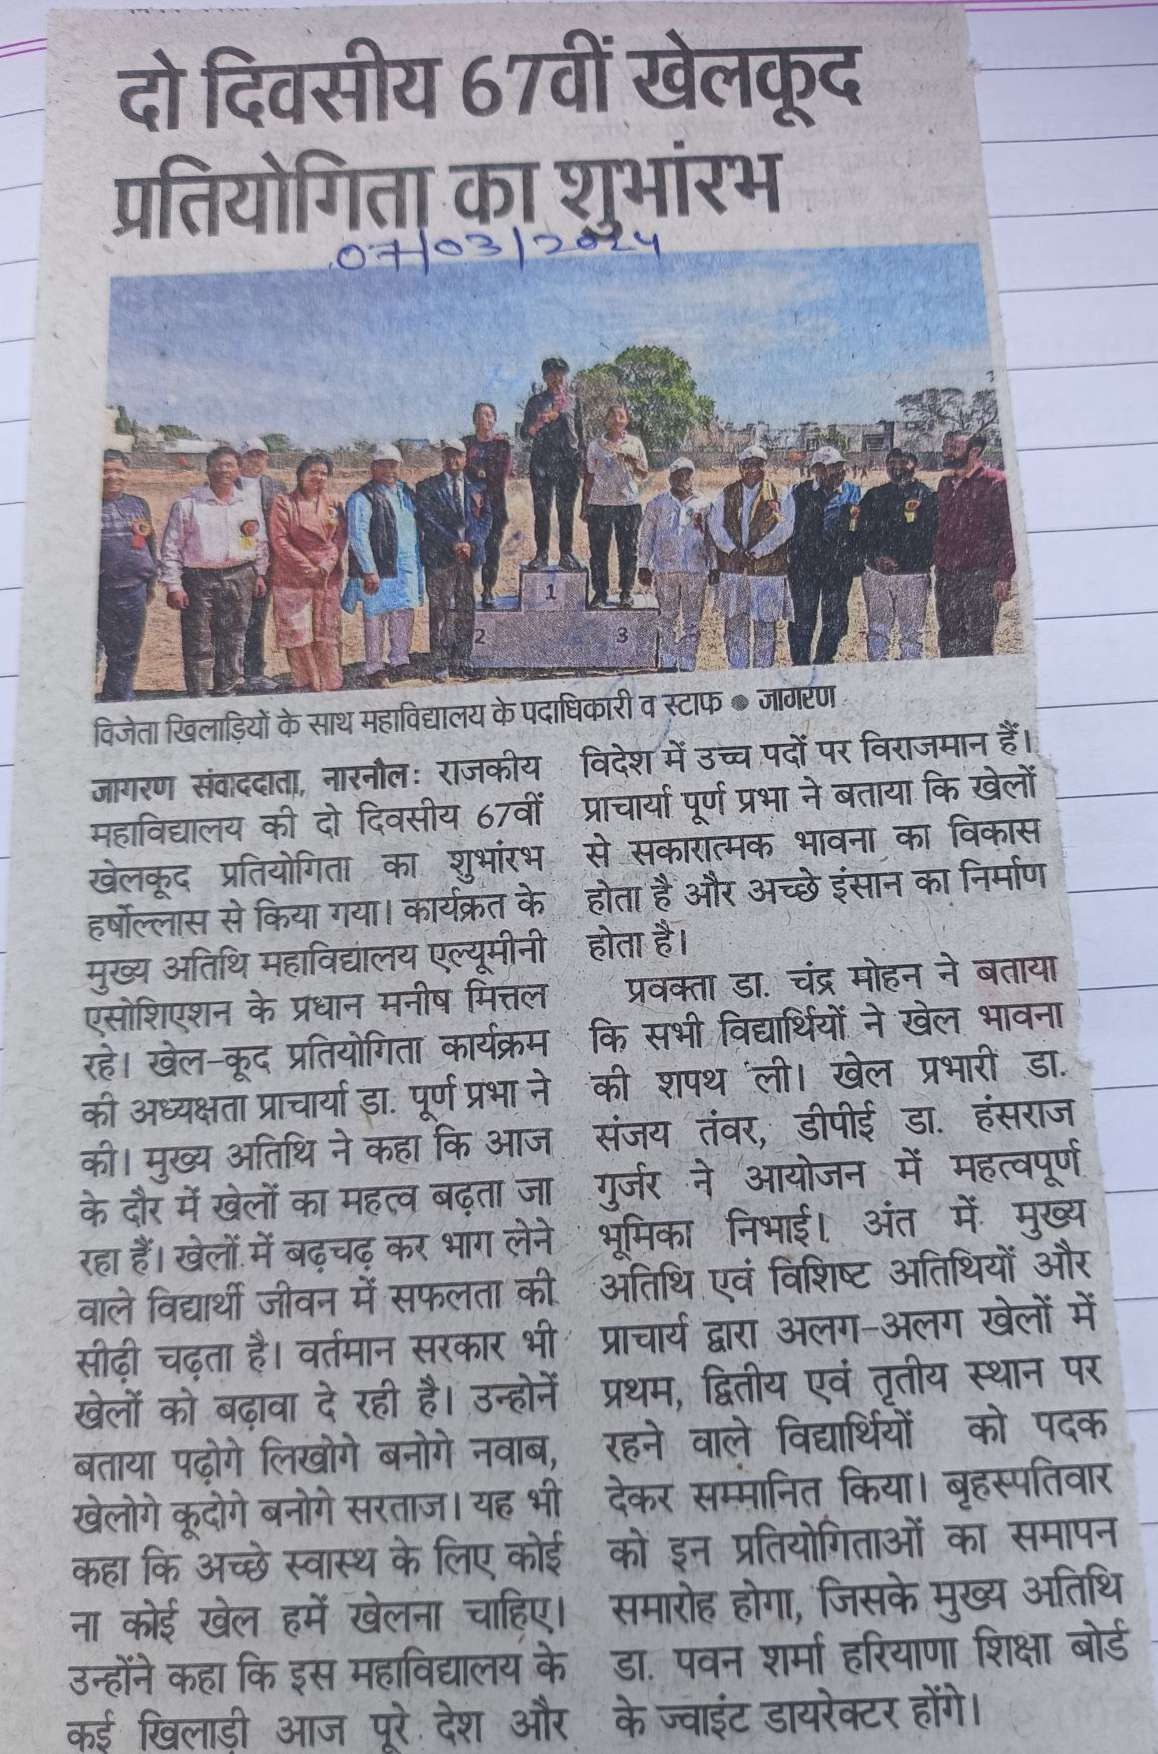 दो दिवसीय 67वीं खेलकूद
प्रतियोगिता का शुभांरभ
07/03/2024
1
2
3
विजेता खिलाड़ियों के साथ महाविद्यालय के पदाधिकारी व स्टाफ ● जागरण
जागरण संवाददाता, नारनौल: राजकीय
महाविद्यालय की दो दिवसीय 67वीं
खेलकूद प्रतियोगिता का शुभांरभ
हर्षोल्लास से किया गया। कार्यक्रत के
मुख्य अतिथि महाविद्यालय एल्यूमीनी
एसोशिएशन के प्रधान मनीष मित्तल
रहे। खेल-कूद प्रतियोगिता कार्यक्रम
की अध्यक्षता प्राचार्या डा. पूर्ण प्रभा ने
की। मुख्य अतिथि ने कहा कि आज
के दौर में खेलों का महत्व बढ़ता जा
रहा हैं। खेलों में बढ़चढ़ कर भाग लेने
वाले विद्यार्थी जीवन में सफलता की
सीढ़ी चढ़ता है। वर्तमान सरकार भी
खेलों को बढ़ावा दे रही है। उन्होनें
बताया पढ़ोगे लिखोगे बनोगे नवाब,
खेलोगे कूदोगे बनोगे सरताज। यह भी
कहा कि अच्छे स्वास्थ के लिए कोई
ना कोई खेल हमें खेलना चाहिए।
उन्होंने कहा कि इस महाविद्यालय के
कई खिलाड़ी आज पूरे देश और
विदेश में उच्च पदों पर विराजमान हैं।
प्राचार्या पूर्ण प्रभा ने बताया कि खेलों
से सकारात्मक भावना का विकास
होता है और अच्छे इंसान का निर्माण
होता है।
प्रवक्ता डा. चंद्र मोहन ने बताया
कि सभी विद्यार्थियों ने खेल भावना
की शपथ ली। खेल प्रभारी डा.
संजय तंवर, डीपीई डा. हंसराज
गुर्जर ने आयोजन में महत्वपूर्ण
भूमिका निभाई। अंत में मुख्य
अतिथि एवं विशिष्ट अतिथियों और
प्राचार्य द्वारा अलग-अलग खेलों में
प्रथम, द्वितीय एवं तृतीय स्थान पर
रहने वाले विद्यार्थियों को पदक
देकर सम्मानित किया। बृहस्पतिवार
को इन प्रतियोगिताओं का समापन
समारोह होगा, जिसके मुख्य अतिथि
डा. पवन शर्मा हरियाणा शिक्षा बोर्ड
के ज्वाइंट डायरेक्टर होंगे।